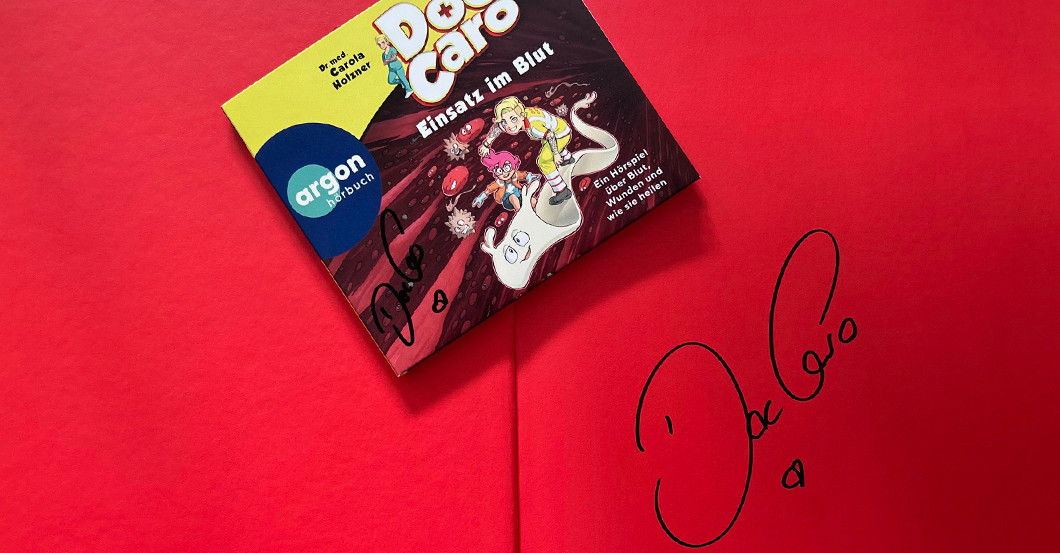 Dr. med.
Carola
Holzner
Doc
Caro
Einsatz im Blut
argon
hörbuch
Ein Hörspiel
über Blut,
Wunden und
wie sie heilen
Doc Caro
Doc Caro